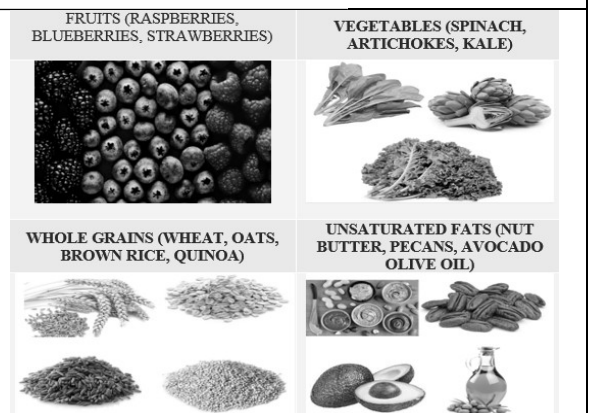 FRUITS (RASPBERRIES,
BLUEBERRIES, STRAWBERRIES)
VEGETABLES (SPINACH,
ARTICHOKES, KALE)
WHOLE GRAINS (WHEAT, OATS,
BROWN RICE, QUINOA)
UNSATURATED FATS (NUT
BUTTER, PECANS, AVOCADO
OLIVE OIL)